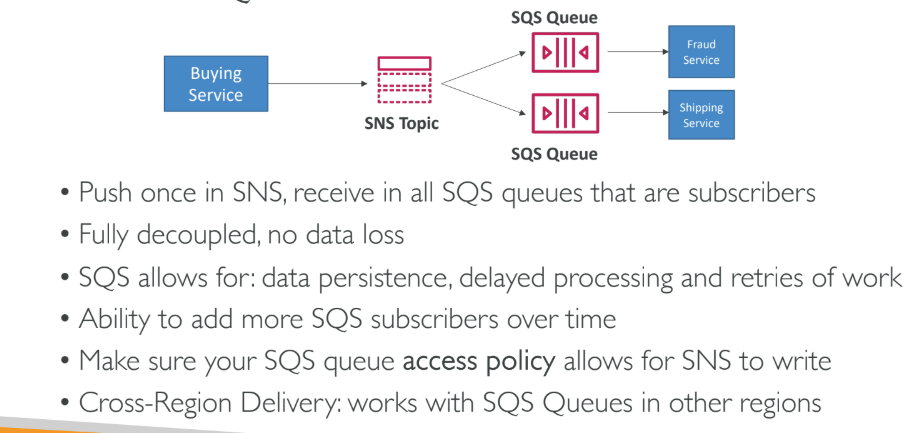 SQS Queue
Buying
Service
Fraud
Service
SNS Topic
Shipping
Service
SQS Queue
• Push once in SNS, receive in all SQS queues that are subscribers
• Fully decoupled, no data loss
• SQS allows for: data persistence, delayed processing and retries of work
• Ability to add more SQS subscribers over time
• Make sure your SQS queue access policy allows for SNS to write
• Cross-Region Delivery: works with SQS Queues in other regions